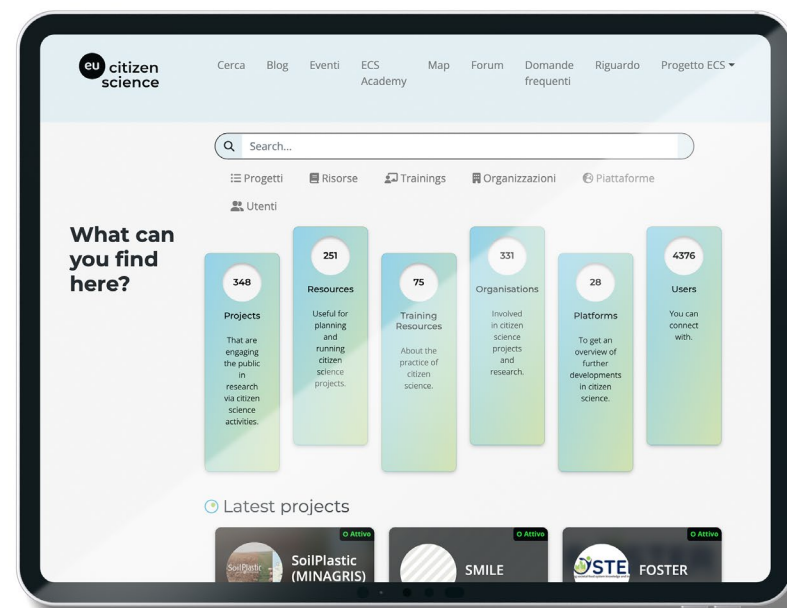 eu citizen
science
Cerca Blog Eventi ECS Academy Map Forum Domande frequenti Riguardo Progetto ECS
Search...
Progetti Risorse Trainings Organizzazioni Piattaforme
Utenti
What can
you find
here?
348
Projects
That are
engaging
the public
in
research
via citizen
science
activities.
251
Resources
Useful for
planning
and
running
citizen
science
projects.
75
Training
Resources
About the
practice of
citizen
science.
331
Organisations
Involved
in citizen
science
projects
and
research.
28
Platforms
To get an
overview of
further
developments
in citizen
science.
4376
Users
You can
connect
with.
Latest projects
Attivo
SoilPlastic
SoilPlastic
(MINAGRIS)
Attivo
SMILE
Attivo
FOSTER